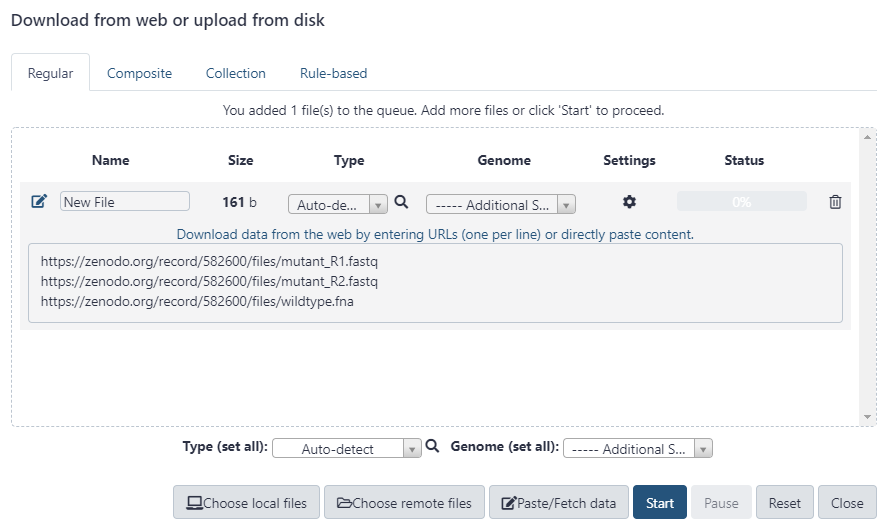 Download from web or upload from disk
Regular Composite Collection Rule-based
You added 1 file(s) to the queue. Add more files or click 'Start' to proceed.
Name Size Type Genome Settings Status
New File 161 b Auto-de... ----- Additional S... 0%
Download data from the web by entering URLs (one per line) or directly paste content.
https://zenodo.org/record/582600/files/mutant_R1.fastq
https://zenodo.org/record/582600/files/mutant_R2.fastq
https://zenodo.org/record/582600/files/wildtype.fna
Type (set all): Auto-detect Genome (set all): ----- Additional S...
Choose local files Choose remote files Paste/Fetch data Start Pause Reset Close